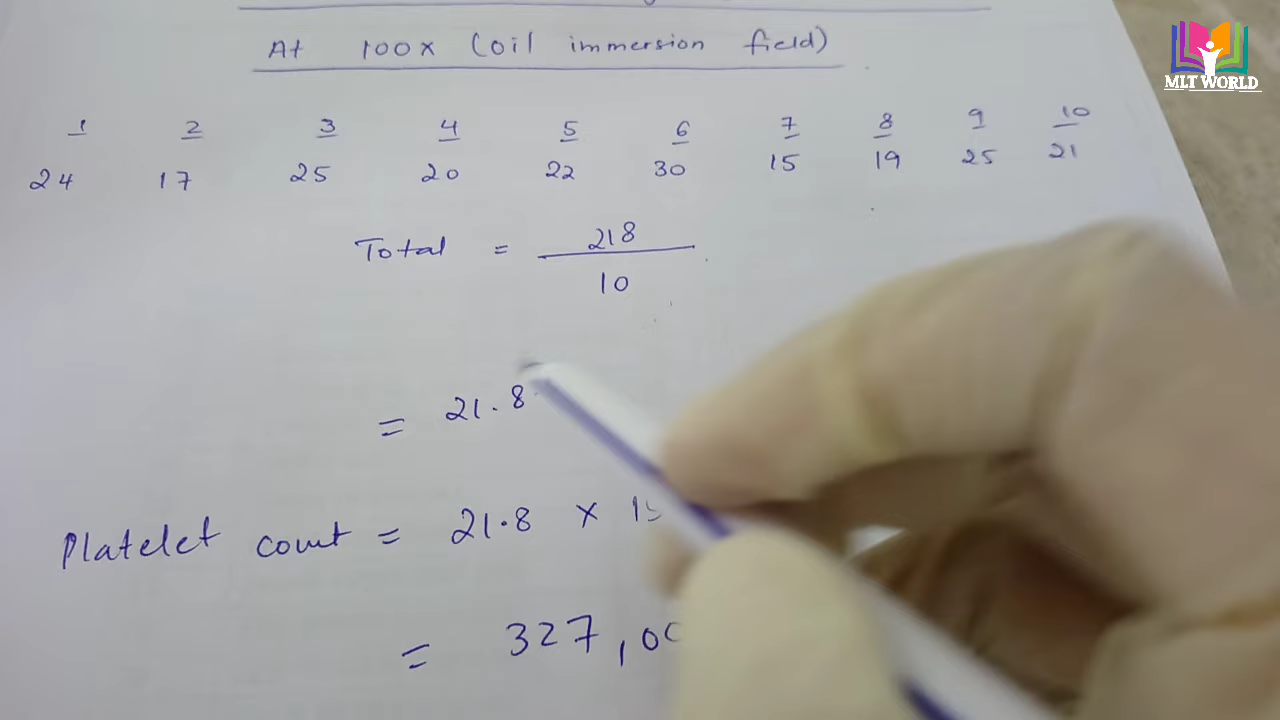 At 100x (oil immersion field)
MLT WORLD
1 2 3 4 5 6 7 8 9 10
24 17 25 20 22 30 15 19 25 21
Total = 218
10
= 21.8
Platelet count = 21.8 x
= 327,